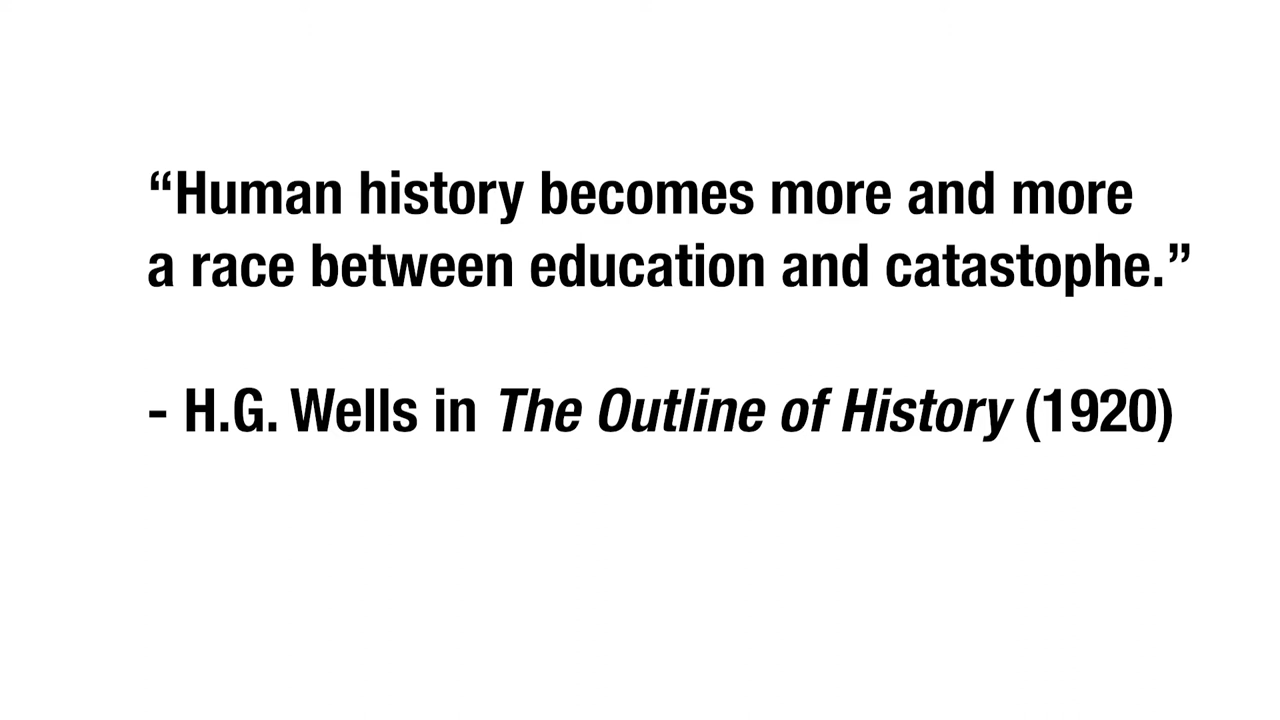 “Human history becomes more and more
a race between education and catastophe.”
- H.G. Wells in The Outline of History (1920)